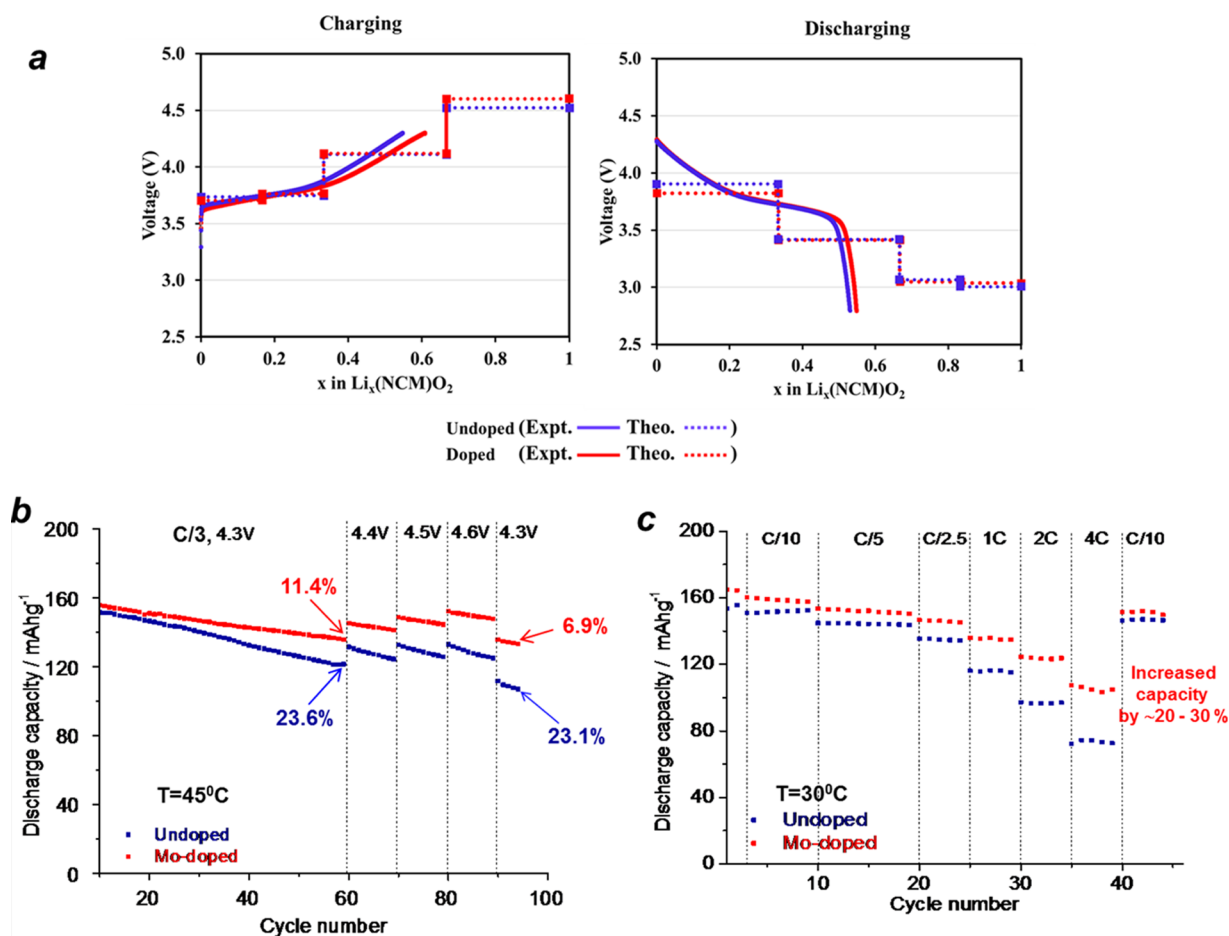 a
Charging
Discharging
5.0
4.5
4.0
3.5
3.0
2.5
Voltage (V)
0 0.2 0.4 0.6 0.8 1
x in Liₓ(NCM)O₂
5.0
4.5
4.0
3.5
3.0
2.5
Voltage (V)
0 0.2 0.4 0.6 0.8 1
x in Liₓ(NCM)O₂
Undoped (Expt. Theo. )
Doped (Expt. Theo. )
b
200
160
120
80
40
0
Discharge capacity / mAhg⁻¹
C/3, 4.3V 4.4V 4.5V 4.6V 4.3V
11.4%
6.9%
23.6%
23.1%
T=45⁰C
Undoped
Mo-doped
20 40 60 80 100
Cycle number
c
200
160
120
80
40
0
Discharge capacity / mAhg⁻¹
C/10 C/5 C/2.5 1C 2C 4C C/10
Increased
capacity
by ~20 - 30 %
T=30⁰C
Undoped
Mo-doped
10 20 30 40
Cycle number